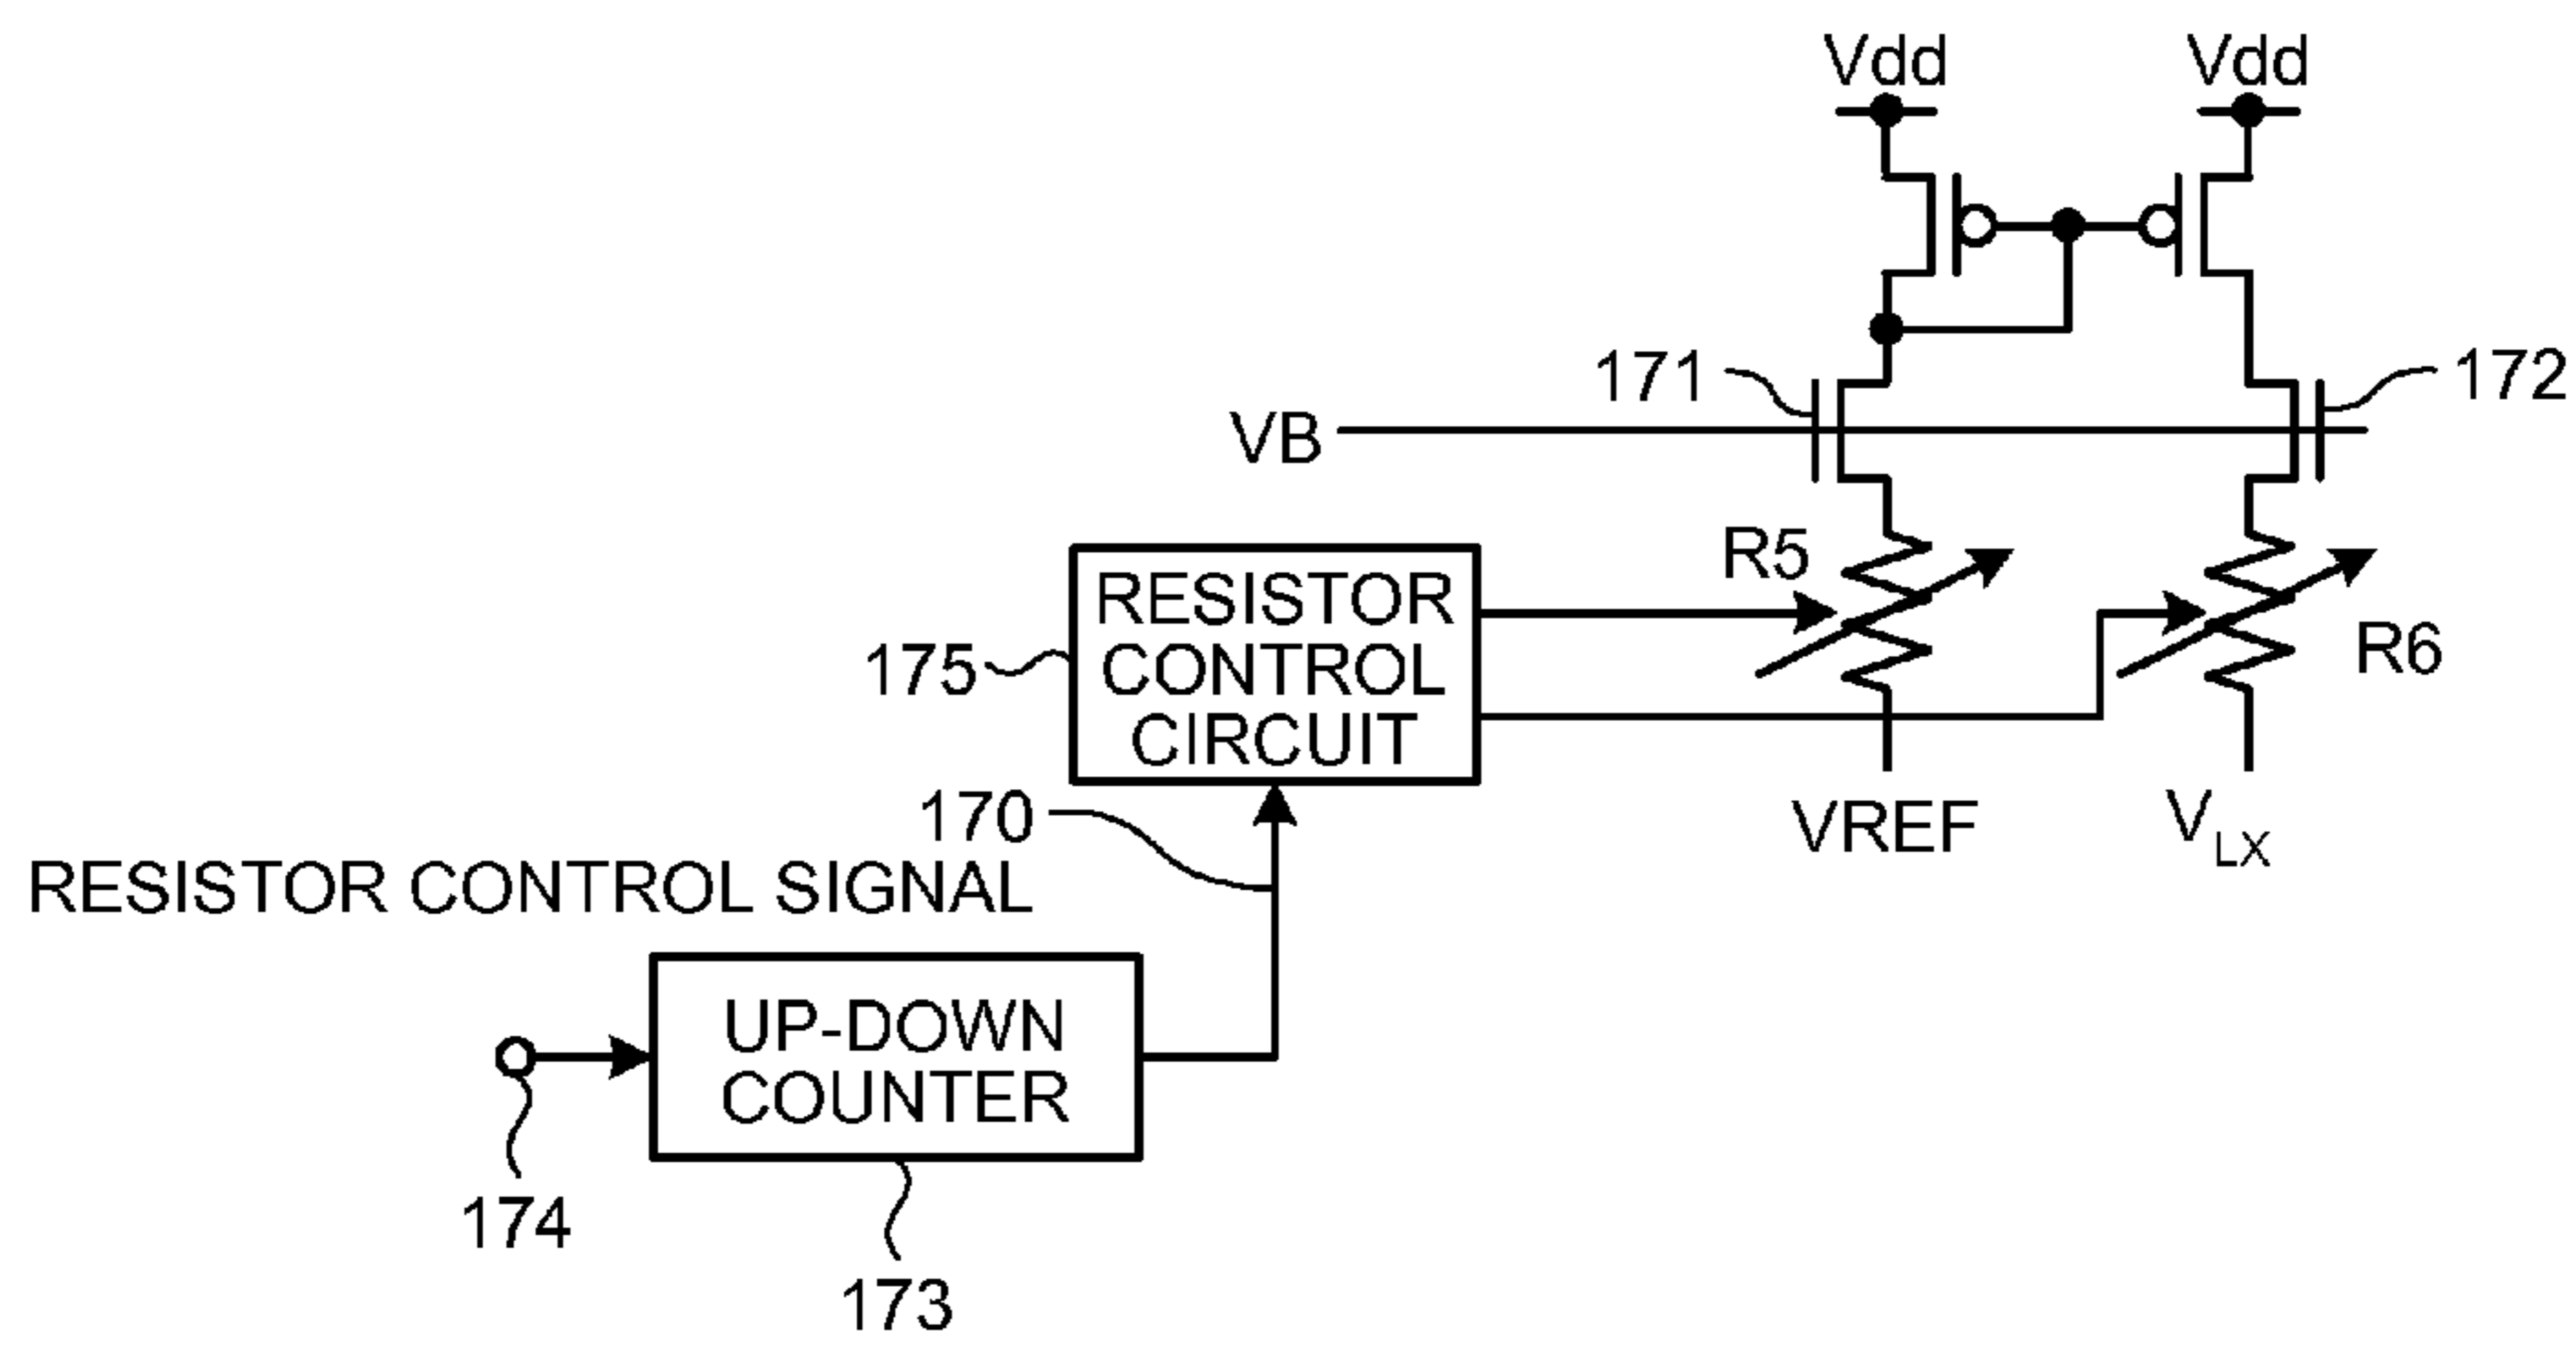 Vdd Vdd
171
172
VB
R5
RESISTOR
CONTROL
CIRCUIT
175
R6
170
VREF
V_LX
RESISTOR CONTROL SIGNAL
UP-DOWN
COUNTER
174
173